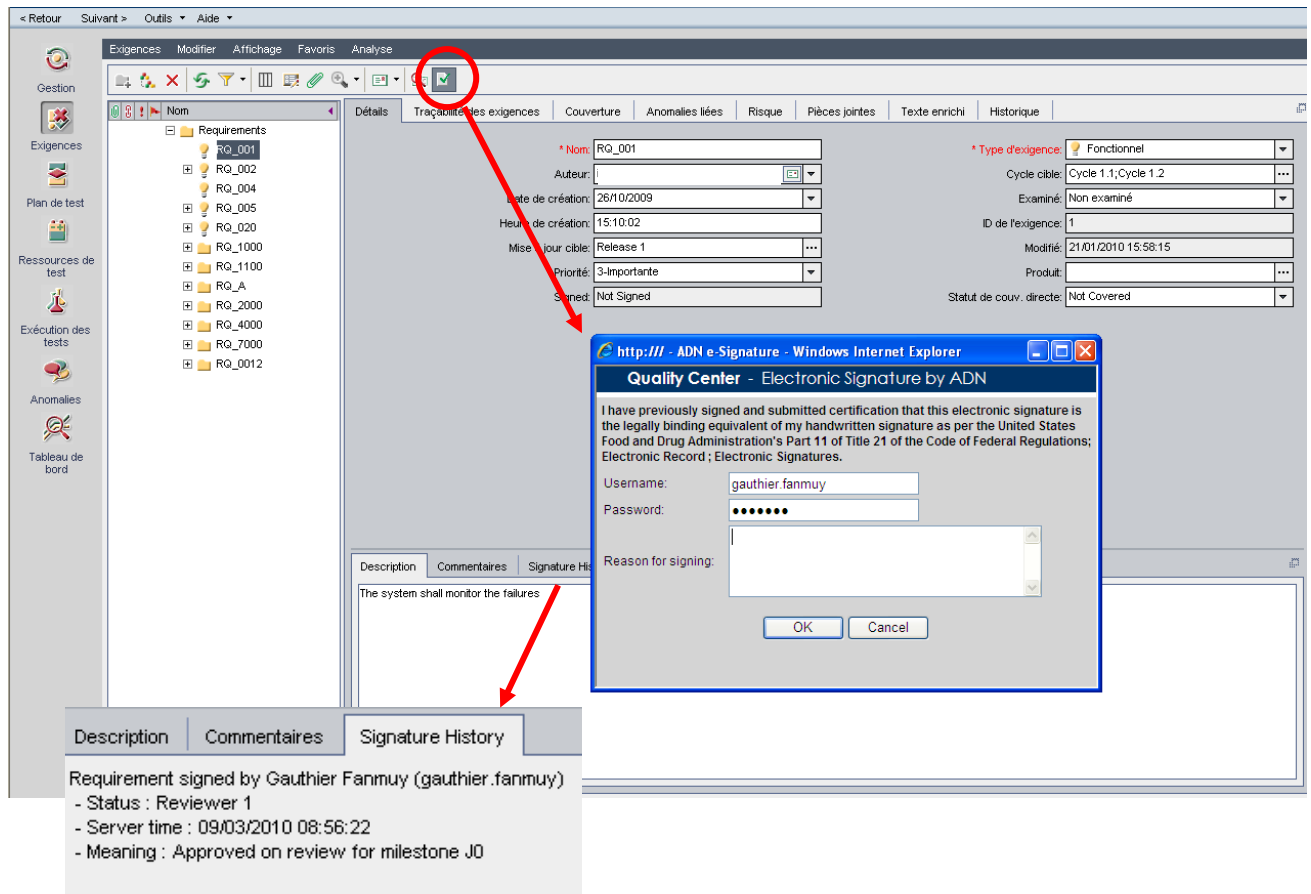 < Retour Suivant > Outils Aide
Exigences Modifier Affichage Favoris Analyse
Gestion
Exigences
Plan de test
Ressources de
test
Exécution des
tests
Anomalies
Tableau de
bord
Nom
Requirements
RQ_001
RQ_002
RQ_004
RQ_005
RQ_020
RQ_1000
RQ_1100
RQ_A
RQ_2000
RQ_4000
RQ_7000
RQ_0012
Détails Traçabilité des exigences Couverture Anomalies liées Risque Pièces jointes Texte enrichi Historique
* Nom: RQ_001 * Type d'exigence: Fonctionnel
Auteur: Cycle cible: Cycle 1.1;Cycle 1.2
Date de création: 26/10/2009 Examiné: Non examiné
Heure de création: 15:10:02 ID de l'exigence: 1
Mise jour cible: Release 1 Modifié: 21/01/2010 15:58:15
Priorité: 3-Importante Produit:
Signed: Not Signed Statut de couv. directe: Not Covered
http:/// - ADN e-Signature - Windows Internet Explorer
Quality Center - Electronic Signature by ADN
I have previously signed and submitted certification that this electronic signature is
the legally binding equivalent of my handwritten signature as per the United States
Food and Drug Administration's Part 11 of Title 21 of the Code of Federal Regulations;
Electronic Record ; Electronic Signatures.
Username: gauthier.fanmuy
Password: •••••••
Reason for signing:
OK Cancel
Description Commentaires Signature His
The system shall monitor the failures
Description Commentaires Signature History
Requirement signed by Gauthier Fanmuy (gauthier.fanmuy)
- Status : Reviewer 1
- Server time : 09/03/2010 08:56:22
- Meaning : Approved on review for milestone J0